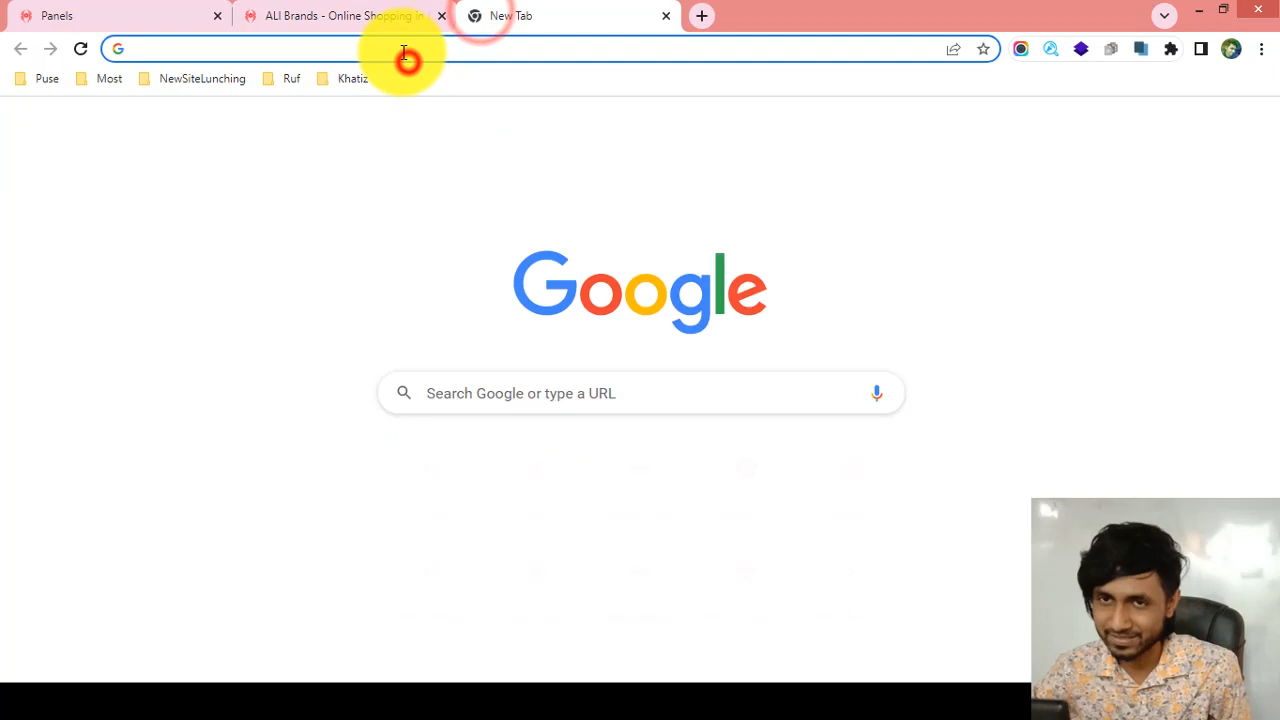 Panels
ALI Brands - Online Shopping in
New Tab
Puse
Most
NewSiteLunching
Ruf
Khatiz
Google
Search Google or type a URL